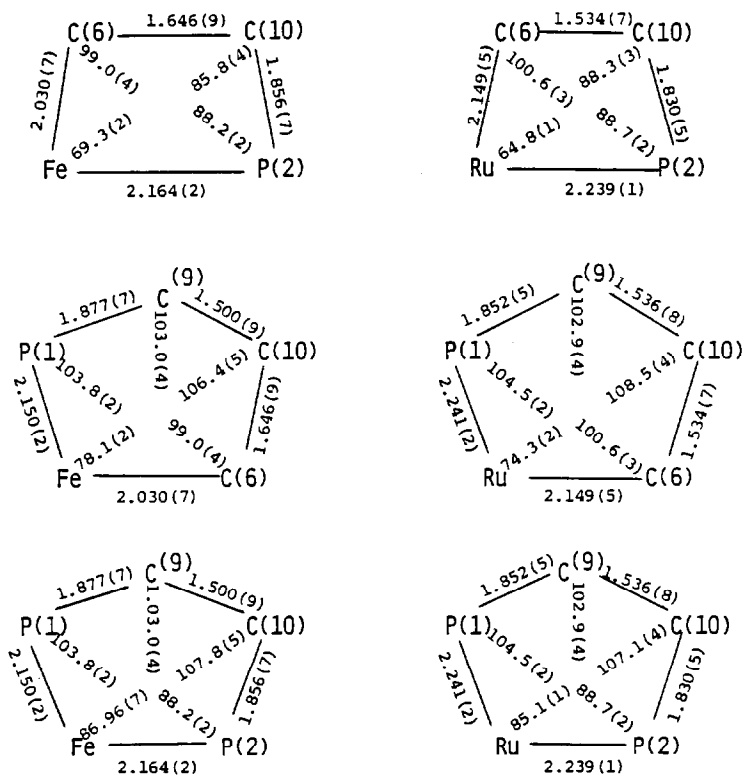 1.646(9)
C(6) C(10)
99.0(4) 85.8(4)
2.030(7) 1.856(7)
69.3(2) 88.2(2)
Fe P(2)
2.164(2)
1.534(7)
C(6) C(10)
100.6(3) 88.3(3)
2.149(5) 1.830(5)
64.8(1) 88.7(2)
Ru P(2)
2.239(1)
C(9)
1.877(7) 1.500(9)
103.0(4)
P(1) C(10)
103.8(2) 106.4(5)
2.150(2) 1.646(9)
78.1(2) 99.0(4)
Fe C(6)
2.030(7)
C(9)
1.852(5) 1.536(8)
102.9(4)
P(1) C(10)
104.5(2) 108.5(4)
2.241(2) 1.534(7)
74.3(2) 100.6(3)
Ru C(6)
2.149(5)
C(9)
1.877(7) 1.500(9)
1.03.0(4)
P(1) C(10)
103.8(2) 107.8(5)
2.150(2) 1.856(7)
86.96(7) 88.2(2)
Fe P(2)
2.164(2)
C(9)
1.852(5) 1.536(8)
102.9(4)
P(1) C(10)
104.5(2) 107.1(4)
2.241(2) 1.830(5)
85.1(1) 88.7(2)
Ru P(2)
2.239(1)